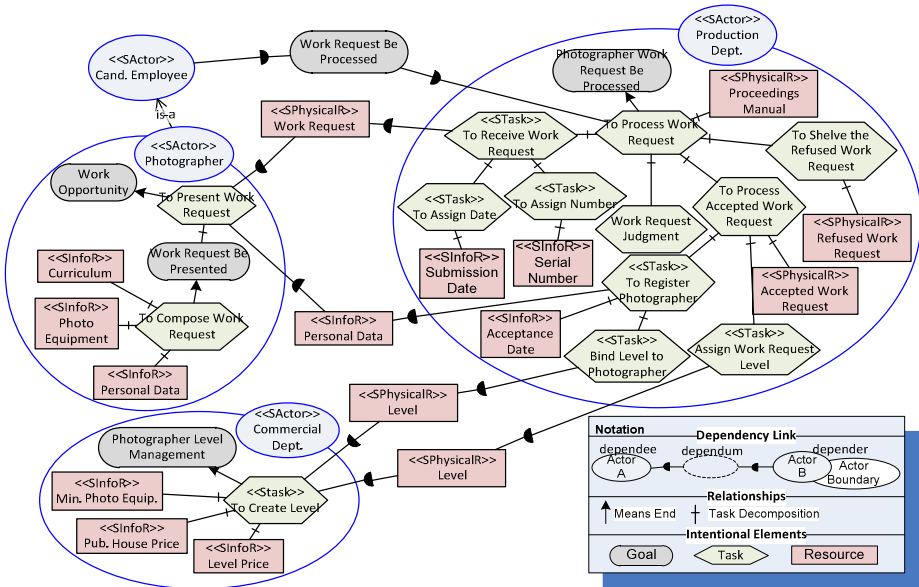 <<SActor>>
Cand. Employee
Work Request Be
Processed
<<SActor>>
Production
Dept.
Photographer Work
Request Be
Processed
<<SPhysicalR>>
Proceedings
Manual
is-a
<<SPhysicalR>>
Work Request
<<STask>>
To Receive Work
Request
To Process Work
Request
To Shelve the
Refused Work
Request
<<SActor>>
Photographer
Work
Opportunity
To Present Work
Request
<<STask>>
To Assign Date
<<STask>>
To Assign Number
Work Request
Judgment
To Process
Accepted Work
Request
<<SPhysicalR>>
Refused Work
Request
Work Request Be
Presented
<<SInfoR>>
Curriculum
<<SInfoR>>
Submission
Date
<<SInfoR>>
Serial
Number
<<STask>>
To Register
Photographer
<<SPhysicalR>>
Accepted Work
Request
<<SInfoR>>
Photo
Equipment
To Compose Work
Request
<<SInfoR>>
Personal Data
<<SInfoR>>
Personal Data
<<SInfoR>>
Acceptance
Date
<<STask>>
Bind Level to
Photographer
<<STask>>
Assign Work Request
Level
<<SPhysicalR>>
Level
<<SActor>>
Commercial
Dept.
Photographer Level
Management
<<SPhysicalR>>
Level
<<SInfoR>>
Min. Photo Equip.
<<Stask>>
To Create Level
<<SInfoR>>
Pub. House Price
<<SInfoR>>
Level Price
Notation
Dependency Link
dependee
dependum
depender
Actor
A
Actor
B
Actor
Boundary
Relationships
Means End
Task Decomposition
Intentional Elements
Goal
Task
Resource